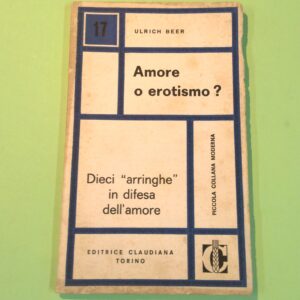 17
ULRICH BEER
Amore
o erotismo ?
Dieci "arringhe"
in difesa
dell'amore
PICCOLA COLLANA MODERNA
EDITRICE CLAUDIANA
TORINO